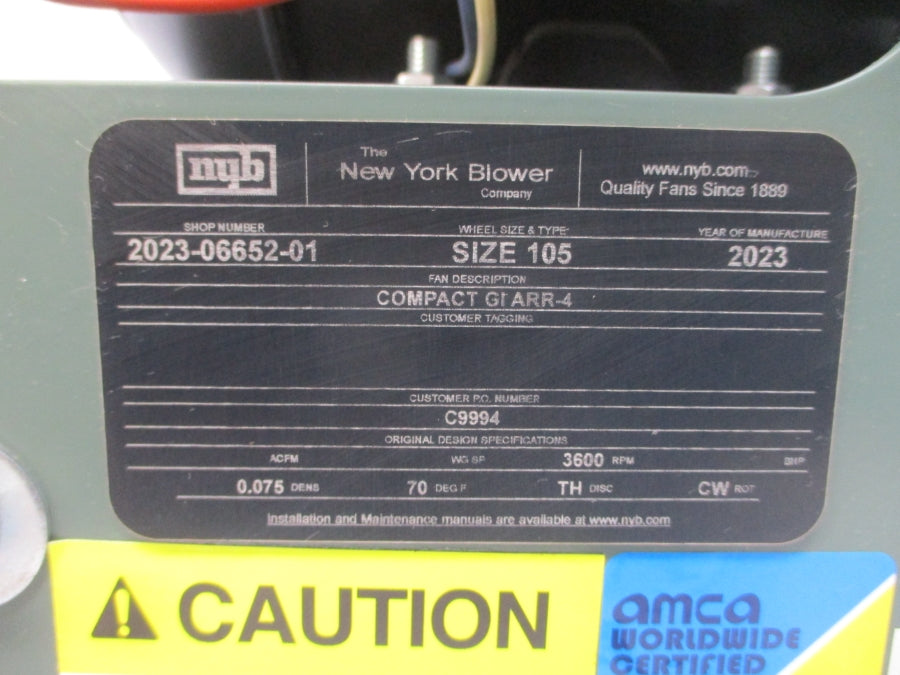 nyb
The
New York Blower
Company
www.nyb.com
Quality Fans Since 1889
SHOP NUMBER
2023-06652-01
WHEEL SIZE & TYPE
SIZE 105
YEAR OF MANUFACTURE
2023
FAN DESCRIPTION
COMPACT GI ARR-4
CUSTOMER TAGGING
CUSTOMER P.O. NUMBER
C9994
ORIGINAL DESIGN SPECIFICATIONS
ACFM WG SP 3600 RPM BHP
0.075 DENS 70 DEG F TH DISC CW ROT
Installation and Maintenance manuals are available at www.nyb.com
CAUTION
amca
WORLDWIDE
CERTIFIED